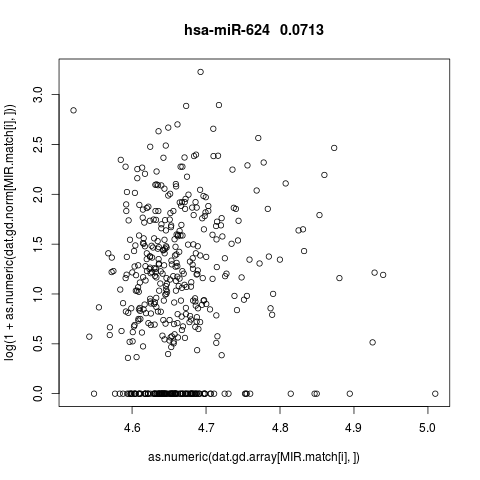 hsa-miR-624 0.0713
log(1 + as.numeric(dat.gd.norm[MIR.match[i], ]))
3.0
2.5
2.0
1.5
1.0
0.5
0.0
4.6 4.7 4.8 4.9 5.0
as.numeric(dat.gd.array[MIR.match[i], ])